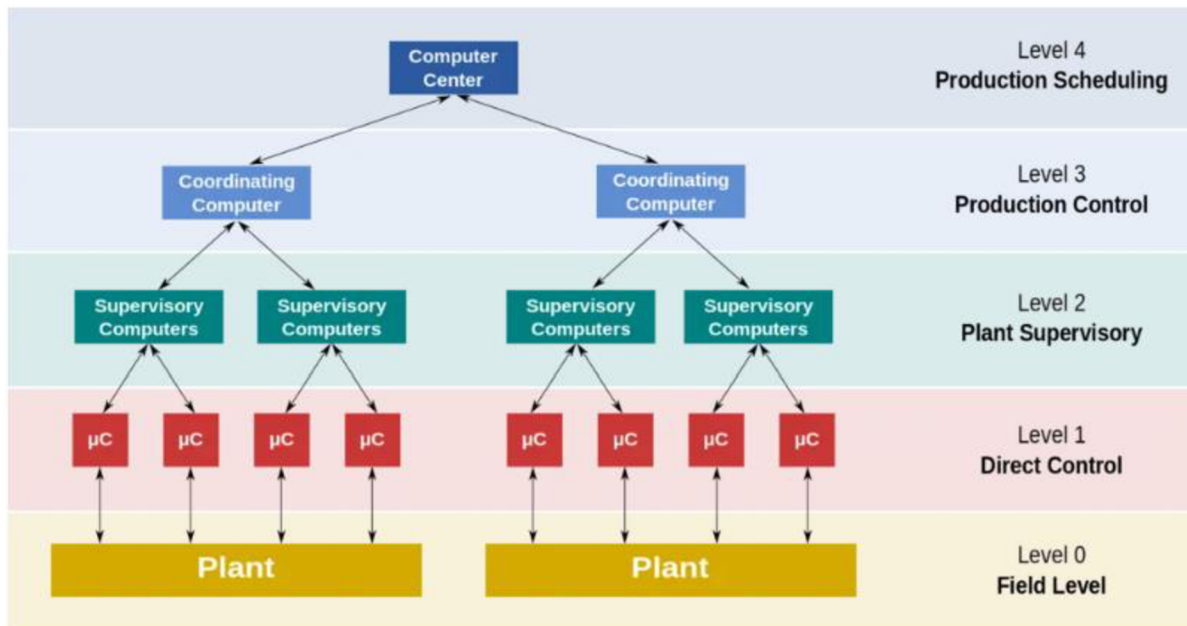 Computer
Center
Level 4
Production Scheduling
Coordinating
Computer
Coordinating
Computer
Level 3
Production Control
Supervisory
Computers
Supervisory
Computers
Supervisory
Computers
Supervisory
Computers
Level 2
Plant Supervisory
µC
µC
µC
µC
µC
µC
µC
µC
Level 1
Direct Control
Plant
Plant
Level 0
Field Level